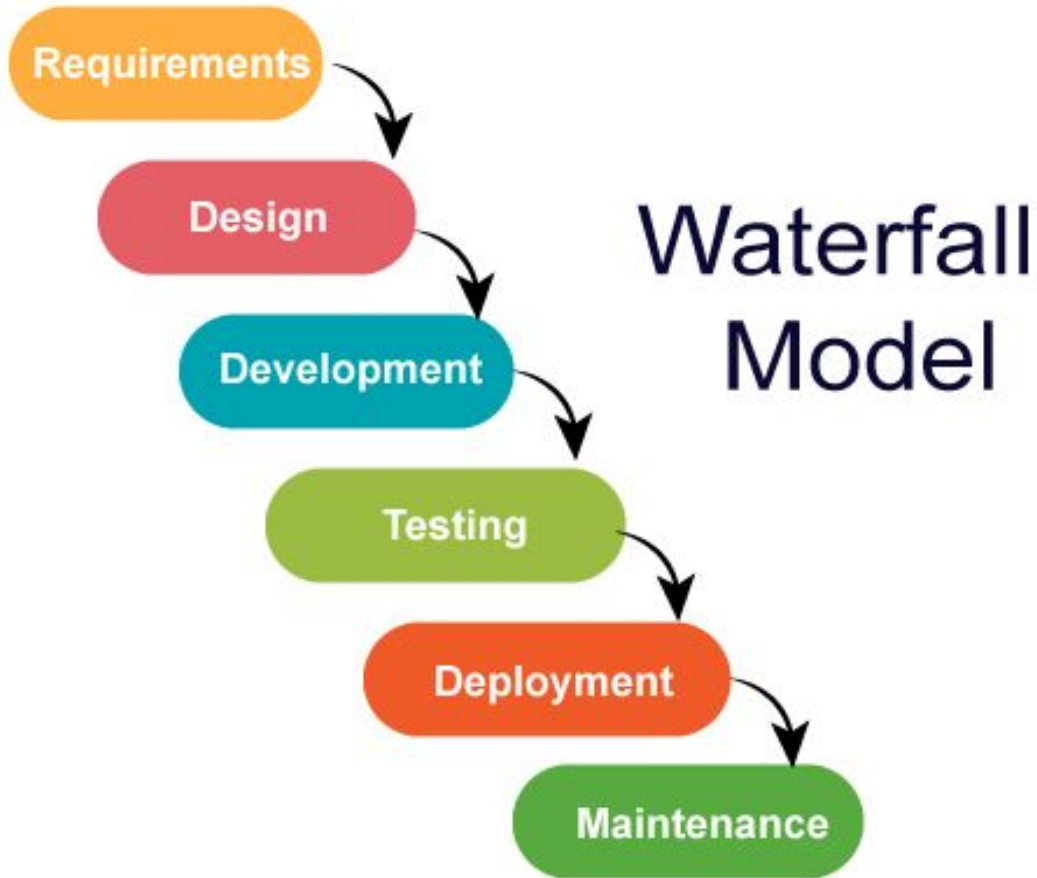 Requirements
Design
Waterfall
Model
Development
Testing
Deployment
Maintenance